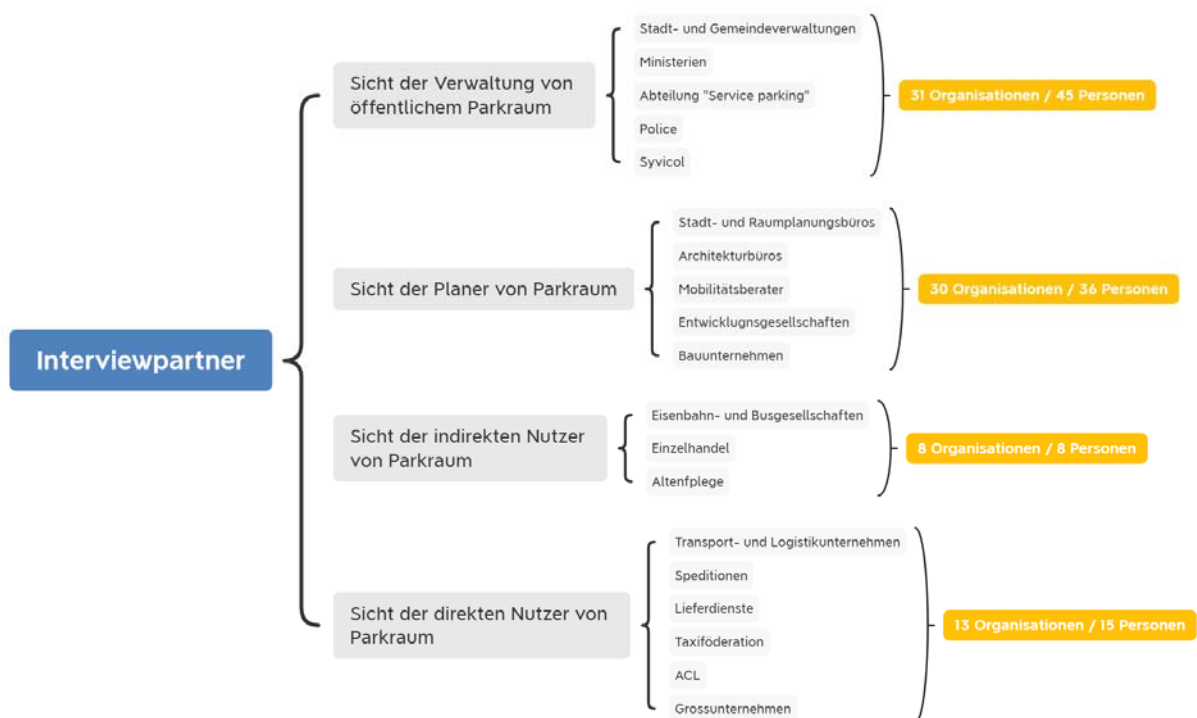 Interviewpartner
Sicht der Verwaltung von
öffentlichem Parkraum
Stadt- und Gemeindeverwaltungen
Ministerien
Abteilung "Service parking"
Police
Syvicol
31 Organisationen / 45 Personen
Sicht der Planer von Parkraum
Stadt- und Raumplanungsbüros
Architekturbüros
Mobilitätsberater
Entwicklugnsgesellschaften
Bauunternehmen
30 Organisationen / 36 Personen
Sicht der indirekten Nutzer
von Parkraum
Eisenbahn- und Busgesellschaften
Einzelhandel
Altenfplege
8 Organisationen / 8 Personen
Sicht der direkten Nutzer von
Parkraum
Transport- und Logistikunternehmen
Speditionen
Lieferdienste
Taxiföderation
ACL
Grossunternehmen
13 Organisationen / 15 Personen